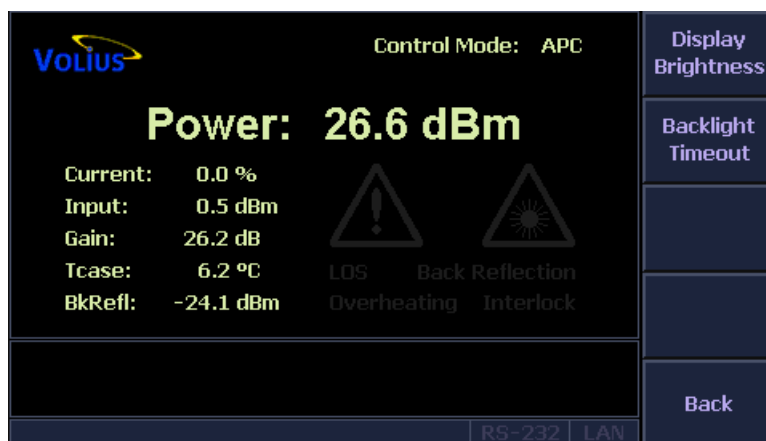 Volius
Control Mode: APC
Power: 26.6 dBm
Current: 0.0 %
Input: 0.5 dBm
Gain: 26.2 dB
Tcase: 6.2 ºC
BkRefl: -24.1 dBm
LOS Back Reflection
Overheating Interlock
RS-232 LAN
Display
Brightness
Backlight
Timeout
Back